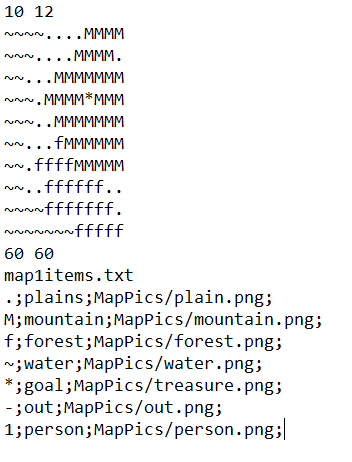 10 12
~~~~....MMMM
~~~....MMMM.
~~...MMMMMMM
~~~.MMMM*MMM
~~~..MMMMMMM
~~...fMMMMMM
~~.ffffMMMMM
~~..ffffff..
~~~~fffffff.
~~~~~~~fffff
60 60
map1items.txt
.;plains;MapPics/plain.png;
M;mountain;MapPics/mountain.png;
f;forest;MapPics/forest.png;
~;water;MapPics/water.png;
*;goal;MapPics/treasure.png;
-;out;MapPics/out.png;
1;person;MapPics/person.png;